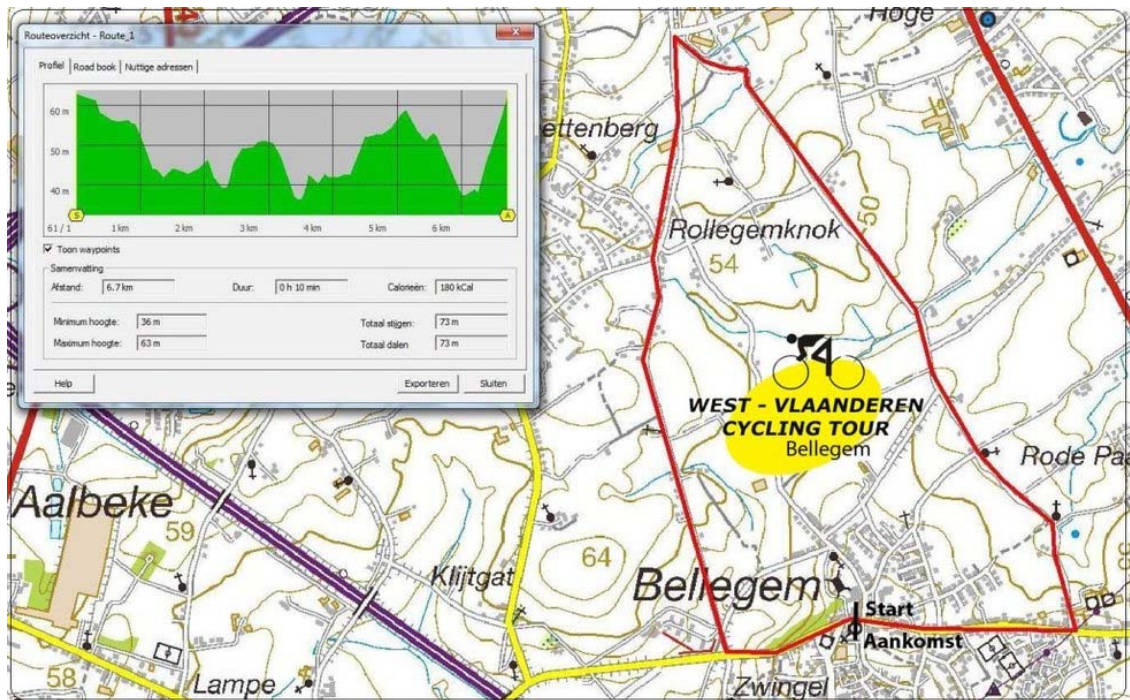 Routeoverzicht - Route_1
Profiel
Road book
Nuttige adressen
60 m
50 m
40 m
S
A
61 / 1
1 km
2 km
3 km
4 km
5 km
6 km
Toon waypoints
Samenvatting
Afstand: 6.7 km
Duur: 0 h 10 min
Calorieën: 180 kCal
Minimum hoogte: 36 m
Totaal stijgen: 73 m
Maximum hoogte: 63 m
Totaal dalen 73 m
Help
Exporteren
Sluiten
Hoge
ettenberg
Rollegemknok
50
54
WEST - VLAANDEREN
CYCLING TOUR
Bellegem
Rode Paa
Aalbeke
59
64
Klijtgat
Bellegem
Start
Aankomst
58
Lampe
Zwingel